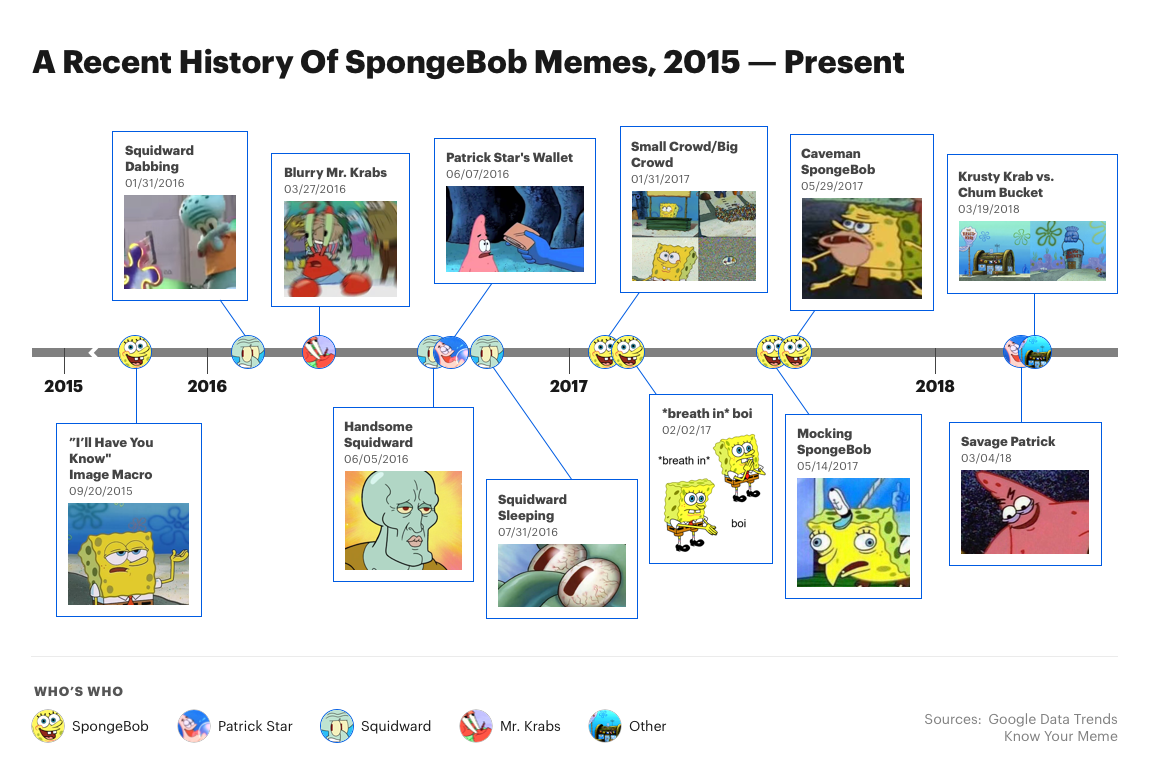 A Recent History Of SpongeBob Memes, 2015 — Present
Squidward
Dabbing
01/31/2016
Blurry Mr. Krabs
03/27/2016
Patrick Star's Wallet
06/07/2016
Small Crowd/Big
Crowd
01/31/2017
Caveman
SpongeBob
05/29/2017
Krusty Krab vs.
Chum Bucket
03/19/2018
2015
2016
2017
2018
"I'll Have You
Know"
Image Macro
09/20/2015
Handsome
Squidward
06/05/2016
Squidward
Sleeping
07/31/2016
*breath in* boi
02/02/17
*breath in*
boi
Mocking
SpongeBob
05/14/2017
Savage Patrick
03/04/18
WHO'S WHO
SpongeBob
Patrick Star
Squidward
Mr. Krabs
Other
Sources: Google Data Trends
Know Your Meme